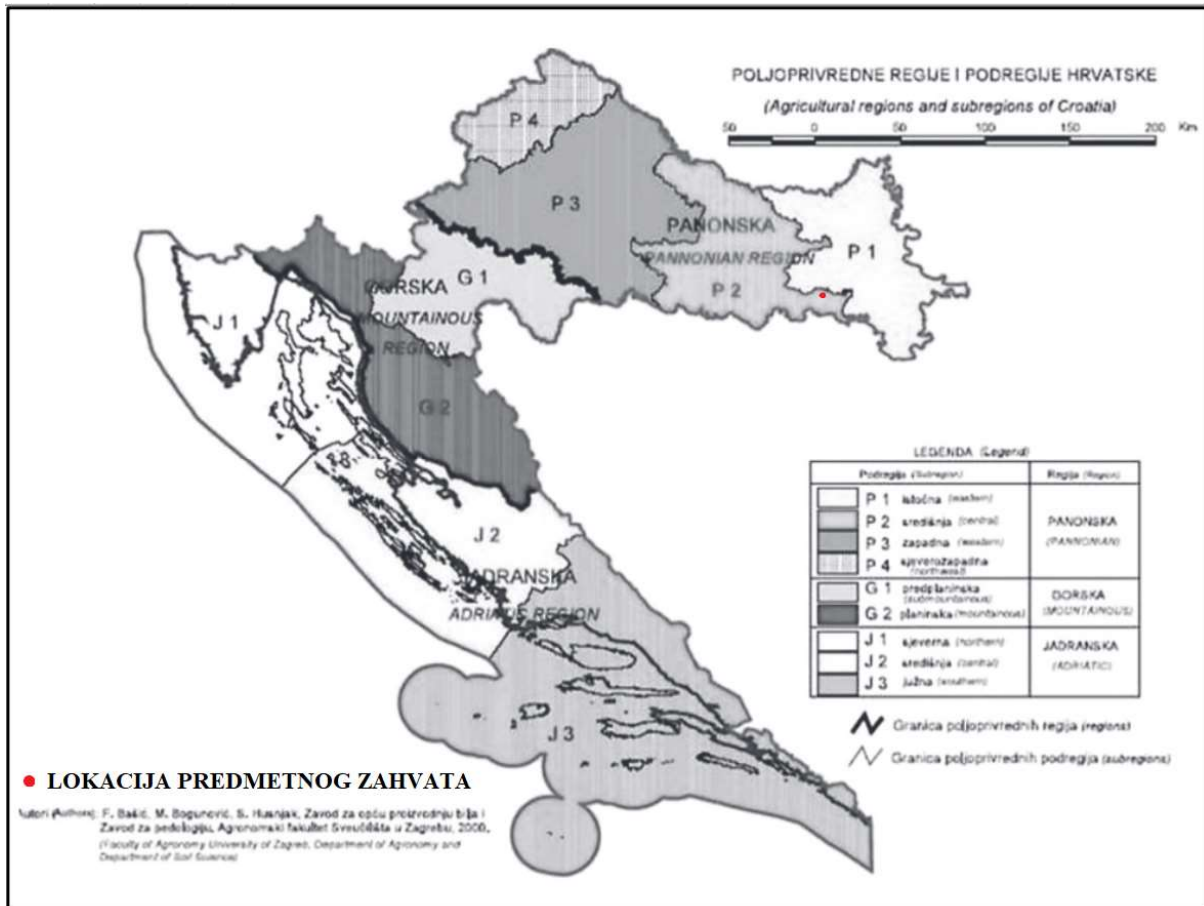 POLJOPRIVREDNE REGIJE I PODREGIJE HRVATSKE
(Agricultural regions and subregions of Croatia)
50 0 50 100 150 200 Km
P 4
P 3
PANONSKA
PANNONIAN REGION
P 1
P 2
GORSKA
G 1
MOUNTAINOUS
REGION
J 1
G 2
J 2
JADRANSKA
ADRIATIC REGION
J 3
LEGENDA (Legend)
Podregija (Subregion) Regija (Region)
P 1 istočna (eastern)
P 2 središnja (central)
P 3 zapadna (western)
P 4 sjeverozapadna (northwest)
PANONSKA
(PANNONIAN)
G 1 predplaninska (submountainous)
G 2 planinska (mountainous)
GORSKA
(MOUNTAINOUS)
J 1 sjeverna (northern)
J 2 središnja (central)
J 3 južna (southern)
JADRANSKA
(ADRIATIC)
Granica poljoprivrednih regija (regions)
Granica poljoprivrednih podregija (subregions)
LOKACIJA PREDMETNOG ZAHVATA
Autori (Authors): F. Bašić, M. Bogunović, S. Husnjak, Zavod za opću proizvodnju bilja i
Zavod za pedologiju, Agronomski fakultet Sveučilišta u Zagrebu, 2000.
(Faculty of Agronomy University of Zagreb, Department of Agronomy and
Department of Soil Science)